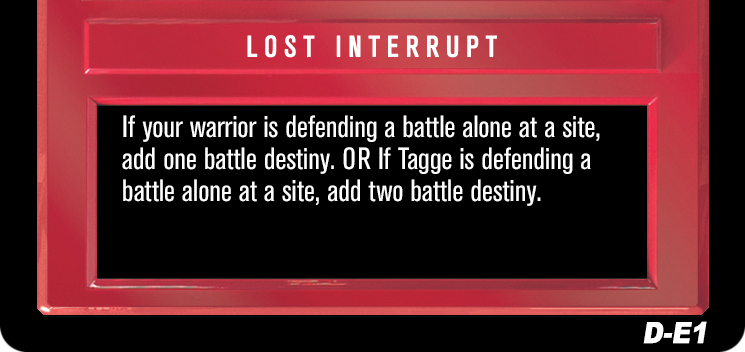 LOST INTERRUPT
If your warrior is defending a battle alone at a site,
add one battle destiny. OR If Tagge is defending a
battle alone at a site, add two battle destiny.
D-E1